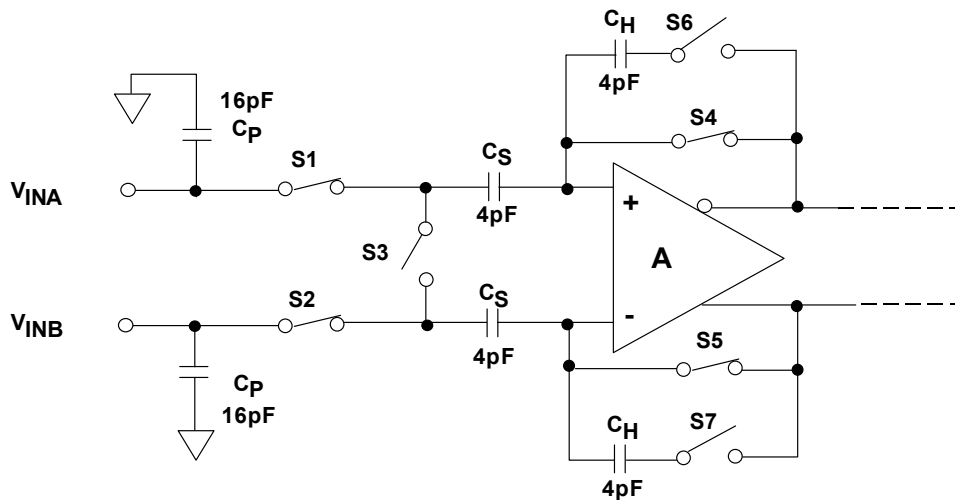 CH
S6
4pF
16pF
CP
S4
S1
CS
VINA
4pF
+
S3
A
S2
CS
VINB
-
4pF
S5
CP
16pF
CH
S7
4pF